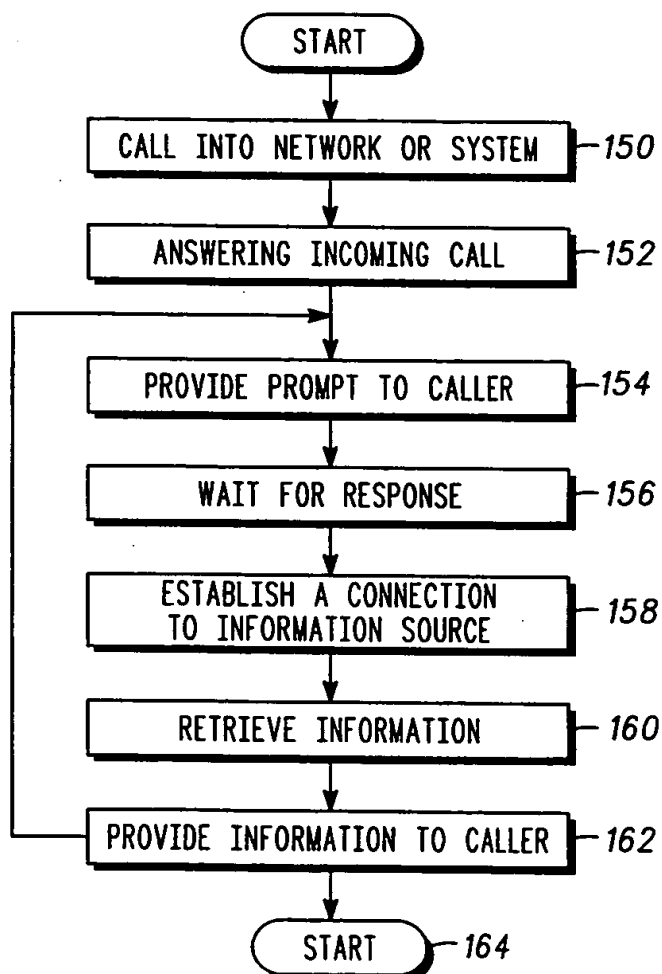 START
CALL INTO NETWORK OR SYSTEM 150
ANSWERING INCOMING CALL 152
PROVIDE PROMPT TO CALLER 154
WAIT FOR RESPONSE 156
ESTABLISH A CONNECTION
TO INFORMATION SOURCE 158
RETRIEVE INFORMATION 160
PROVIDE INFORMATION TO CALLER 162
START 164